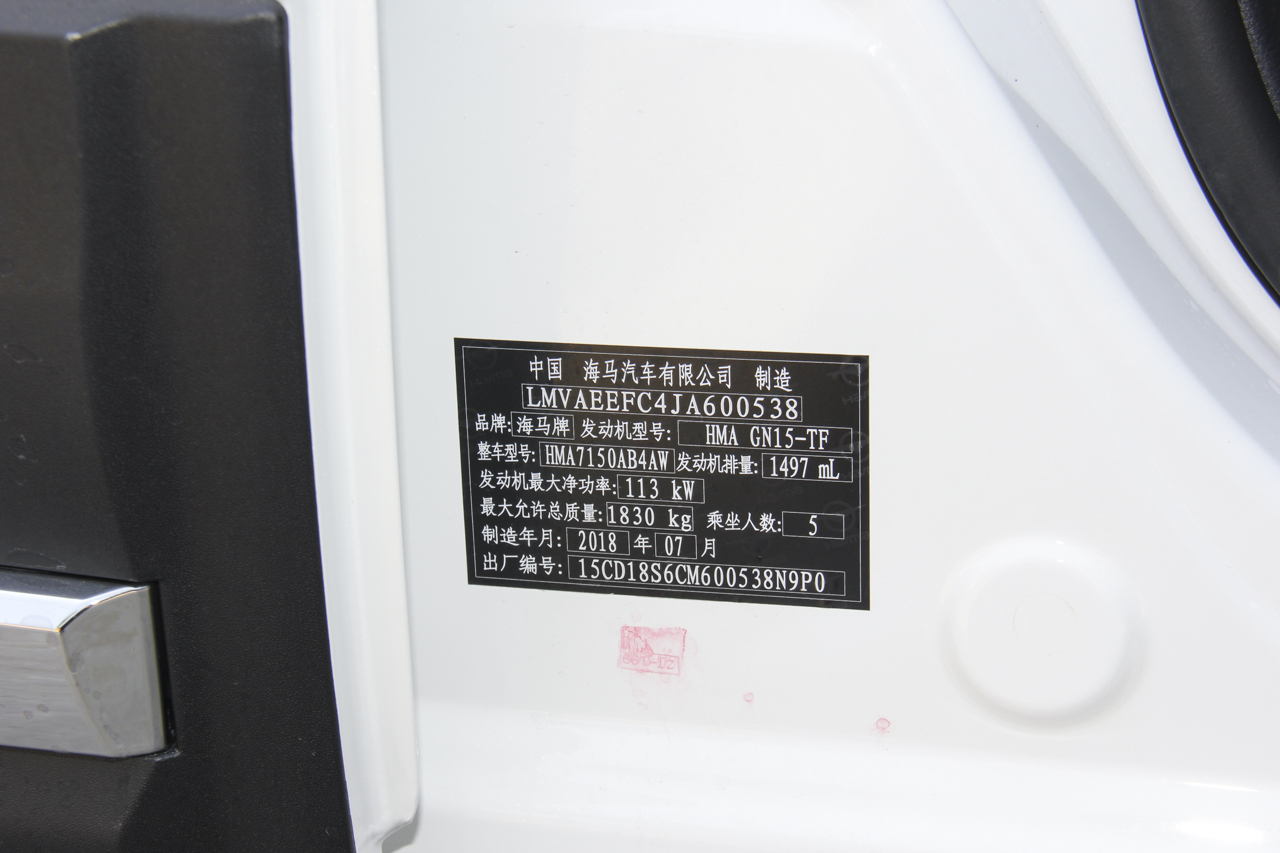 中国 海马汽车有限公司 制造
LMVAEEFC4JA600538
品牌: 海马牌 发动机型号: HMA GN15-TF
整车型号: HMA7150AB4AW 发动机排量: 1497 mL
发动机最大净功率: 113 kW
最大允许总质量: 1830 kg 乘坐人数: 5
制造年月: 2018 年 07 月
出厂编号: 15CD18S6CM600538N9P0